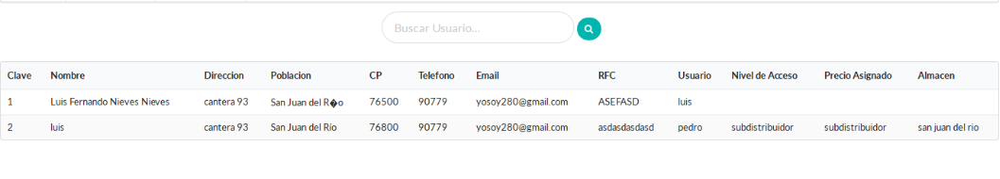 Buscar Usuario...
Clave Nombre Direccion Poblacion CP Telefono Email RFC Usuario Nivel de Acceso Precio Asignado Almacen
1 Luis Fernando Nieves Nieves cantera 93 San Juan del R�o 76500 90779 yosoy280@gmail.com ASEFASD luis
2 luis cantera 93 San Juan del Río 76800 90779 yosoy280@gmail.com asdasdasdasd pedro subdistribuidor subdistribuidor san juan del rio